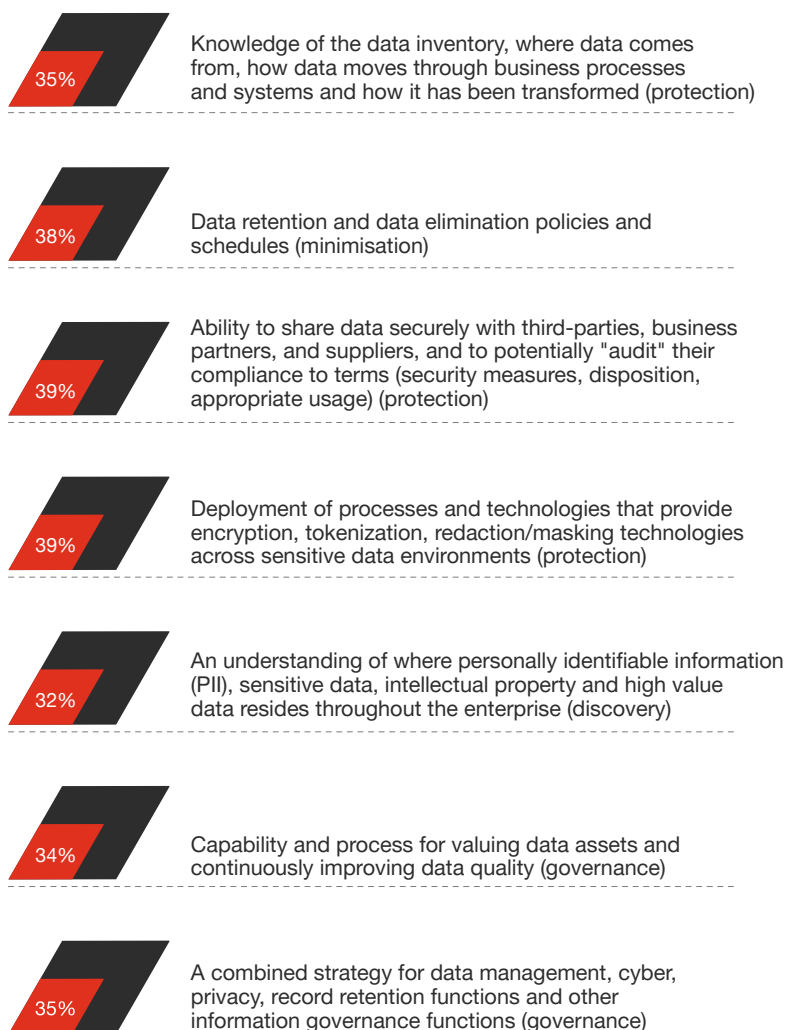 35%
Knowledge of the data inventory, where data comes
from, how data moves through business processes
and systems and how it has been transformed (protection)
38%
Data retention and data elimination policies and
schedules (minimisation)
39%
Ability to share data securely with third-parties, business
partners, and suppliers, and to potentially "audit" their
compliance to terms (security measures, disposition,
appropriate usage) (protection)
39%
Deployment of processes and technologies that provide
encryption, tokenization, redaction/masking technologies
across sensitive data environments (protection)
32%
An understanding of where personally identifiable information
(PII), sensitive data, intellectual property and high value
data resides throughout the enterprise (discovery)
34%
Capability and process for valuing data assets and
continuously improving data quality (governance)
35%
A combined strategy for data management, cyber,
privacy, record retention functions and other
information governance functions (governance)